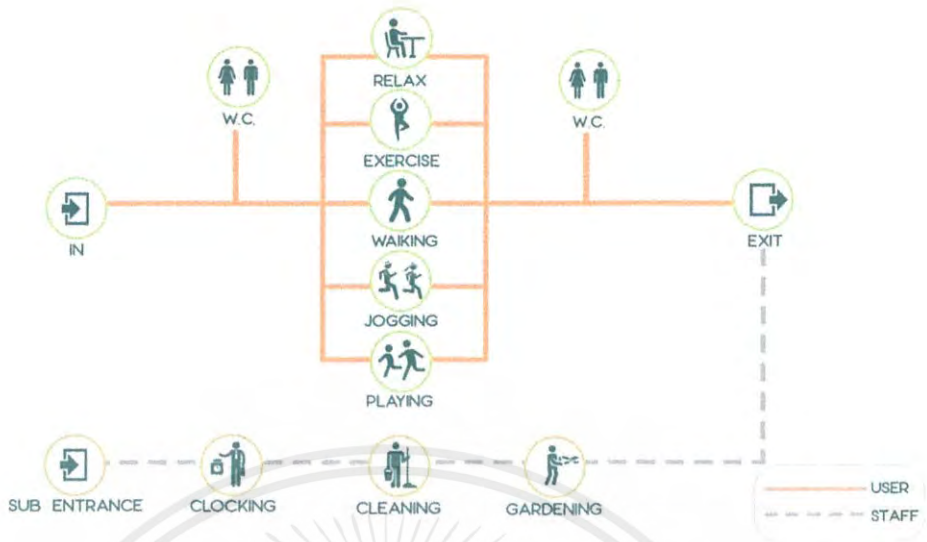 RELAX
W.C.
W.C.
EXERCISE
IN
WAIKING
EXIT
JOGGING
PLAYING
SUB ENTRANCE
CLOCKING
CLEANING
GARDENING
USER
STAFF